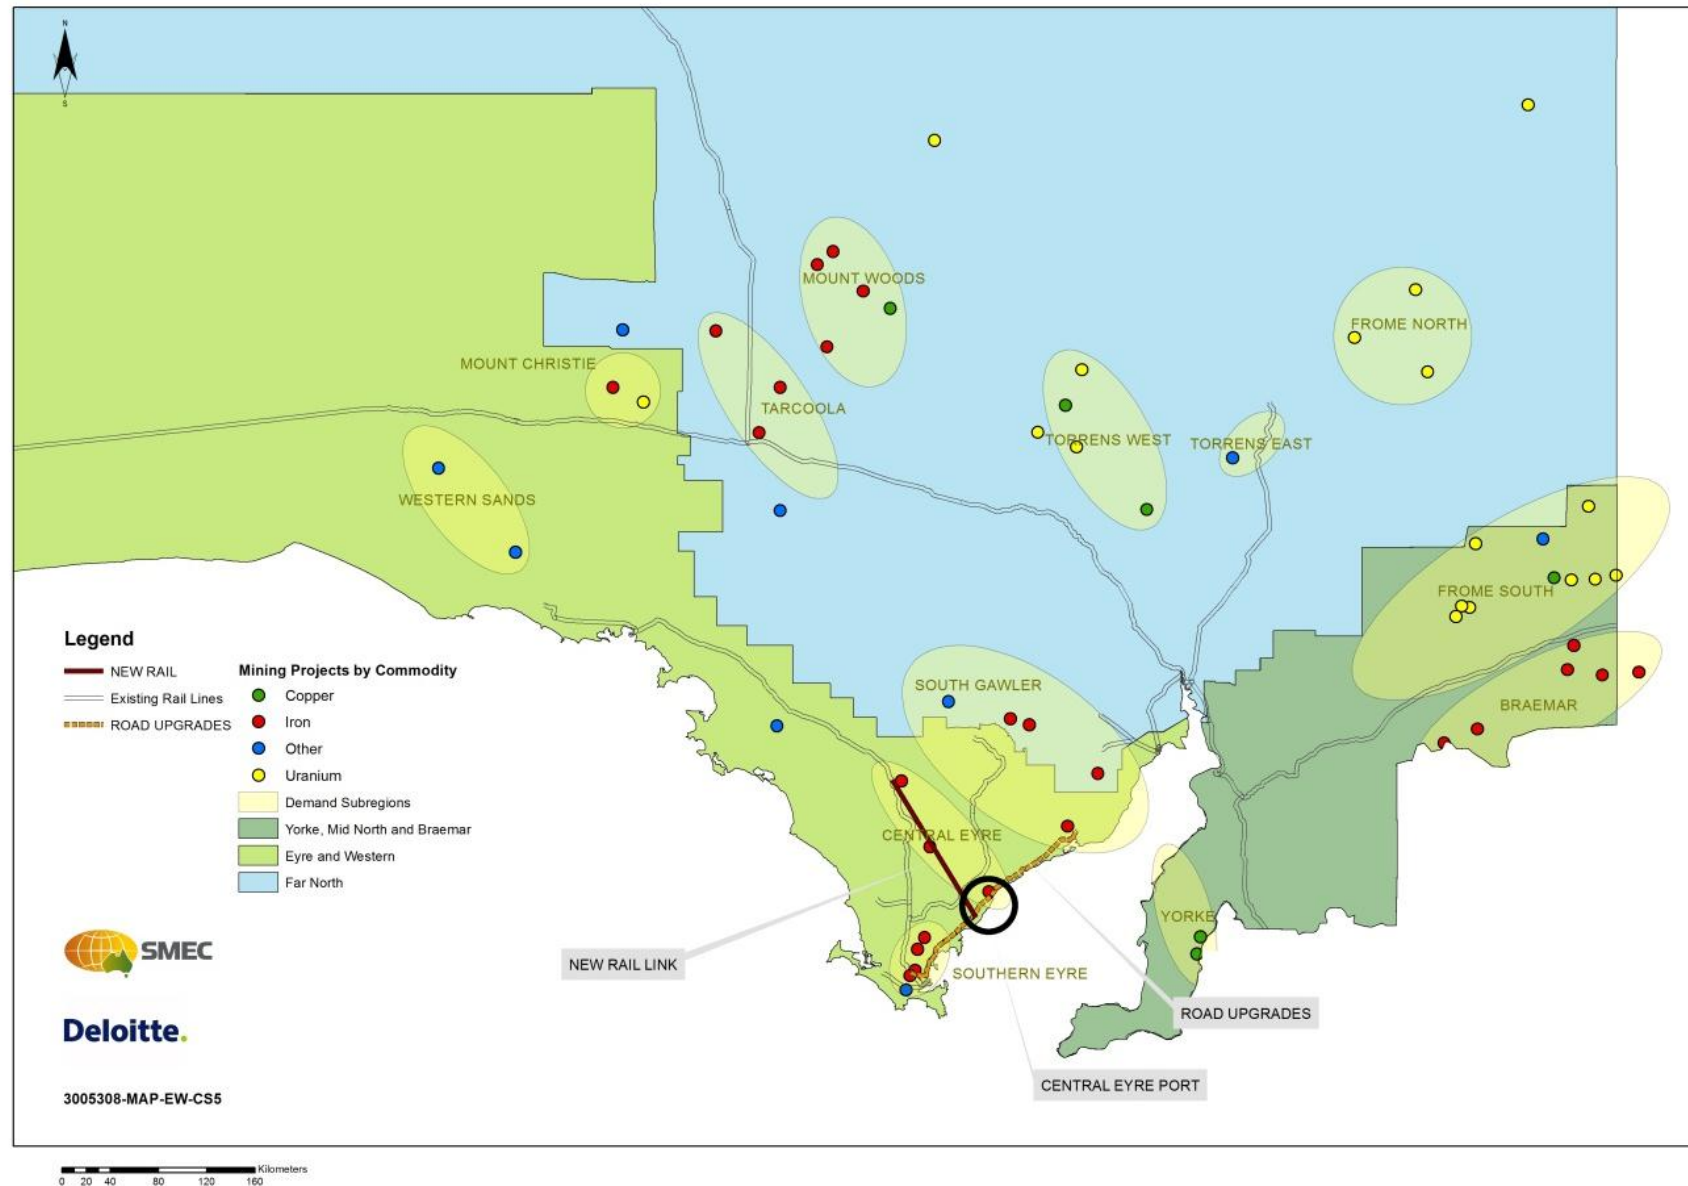 N
S
MOUNT WOODS
FROME NORTH
MOUNT CHRISTIE
TARCOOLA
TORRENS WEST
TORRENS EAST
WESTERN SANDS
FROME SOUTH
SOUTH GAWLER
BRAEMAR
CENTRAL EYRE
YORKE
SOUTHERN EYRE
NEW RAIL LINK
ROAD UPGRADES
CENTRAL EYRE PORT
Legend
NEW RAIL
Existing Rail Lines
ROAD UPGRADES
Mining Projects by Commodity
Copper
Iron
Other
Uranium
Demand Subregions
Yorke, Mid North and Braemar
Eyre and Western
Far North
SMEC
Deloitte.
3005308-MAP-EW-CS5
Kilometers
0 20 40 80 120 160